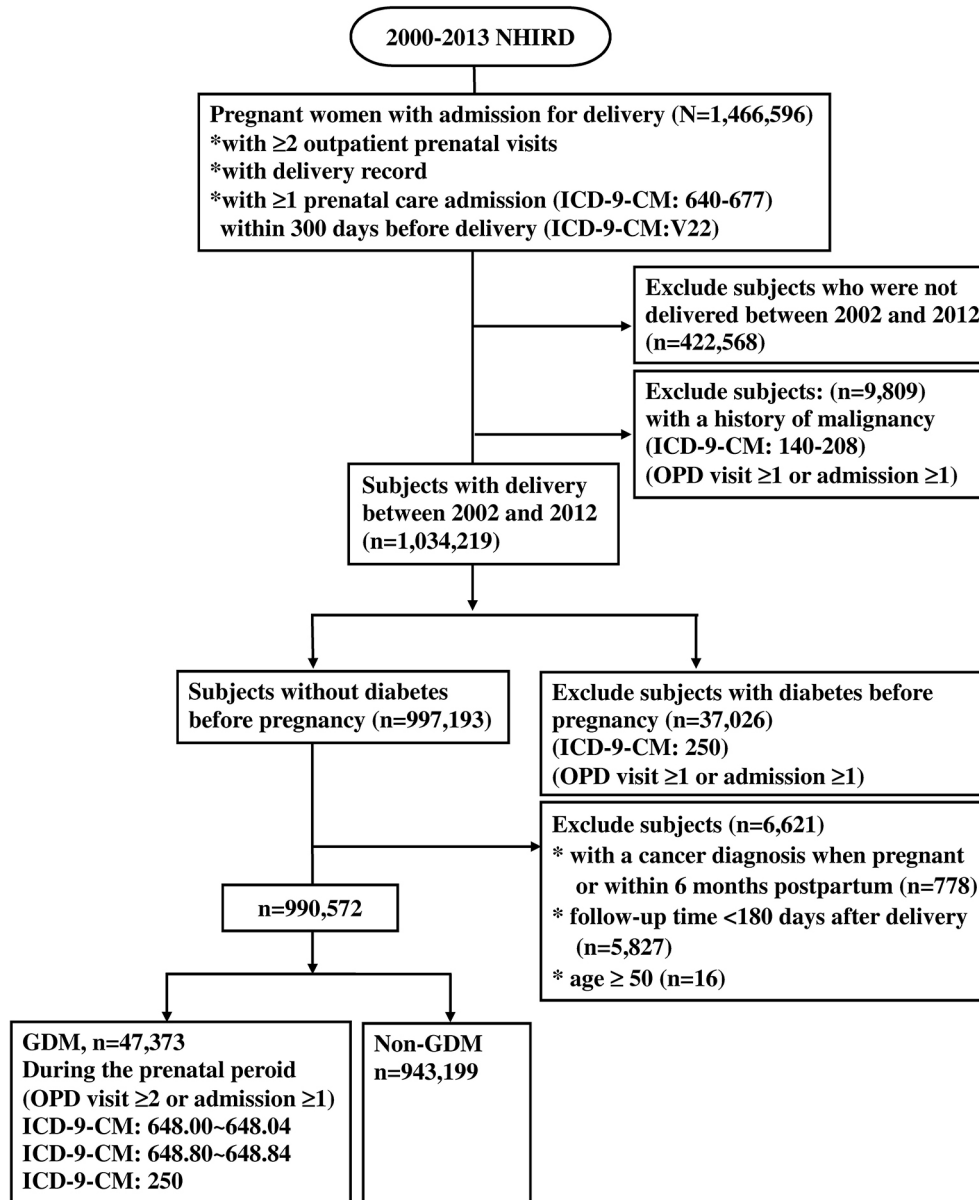 2000-2013 NHIRD
Pregnant women with admission for delivery (N=1,466,596)
*with ≥2 outpatient prenatal visits
*with delivery record
*with ≥1 prenatal care admission (ICD-9-CM: 640-677)
within 300 days before delivery (ICD-9-CM:V22)
Exclude subjects who were not
delivered between 2002 and 2012
(n=422,568)
Exclude subjects: (n=9,809)
with a history of malignancy
(ICD-9-CM: 140-208)
(OPD visit ≥1 or admission ≥1)
Subjects with delivery
between 2002 and 2012
(n=1,034,219)
Subjects without diabetes
before pregnancy (n=997,193)
Exclude subjects with diabetes before
pregnancy (n=37,026)
(ICD-9-CM: 250)
(OPD visit ≥1 or admission ≥1)
Exclude subjects (n=6,621)
* with a cancer diagnosis when pregnant
or within 6 months postpartum (n=778)
* follow-up time <180 days after delivery
(n=5,827)
* age ≥ 50 (n=16)
n=990,572
GDM, n=47,373
During the prenatal peroid
(OPD visit ≥2 or admission ≥1)
ICD-9-CM: 648.00~648.04
ICD-9-CM: 648.80~648.84
ICD-9-CM: 250
Non-GDM
n=943,199